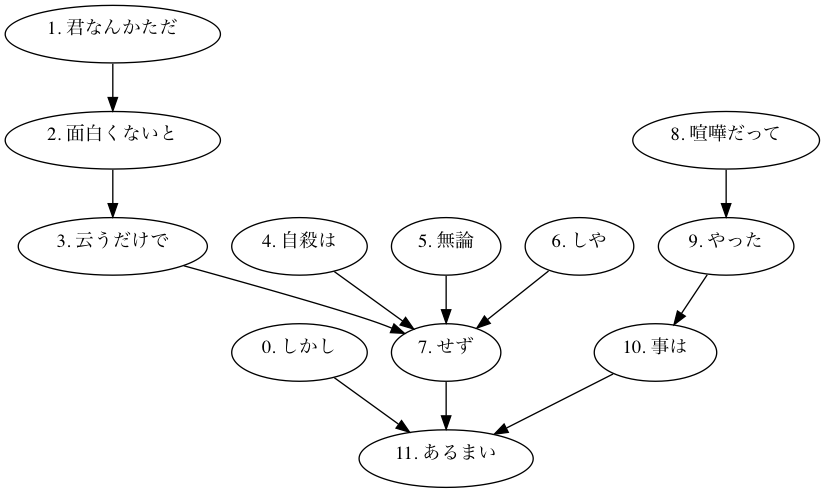 1. 君なんかただ
2. 面白くないと
8. 喧嘩だって
3. 云うだけで
4. 自殺は
5. 無論
6. しや
9. やった
0. しかし
7. せず
10. 事は
11. あるまい